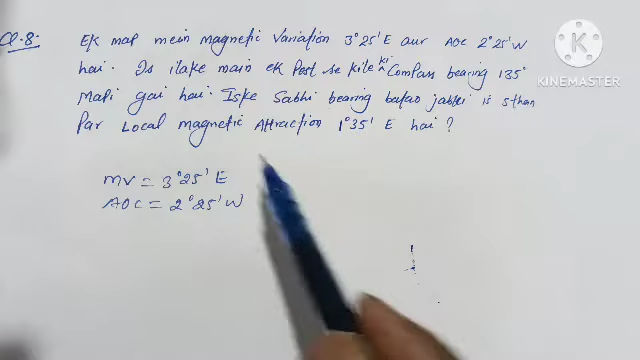 Q.8. Ek map mein magnetic Variation 3°25' E aur AOC 2°25' W
hai. Is ilake main ek Post se kile ki Compass bearing 135°
Mapi gai hai. Iske Sabhi bearing batao jabki is sthan
Par Local magnetic Attraction 1°35' E hai ?
MV = 3°25' E
AOC = 2°25' W
KINEMASTER